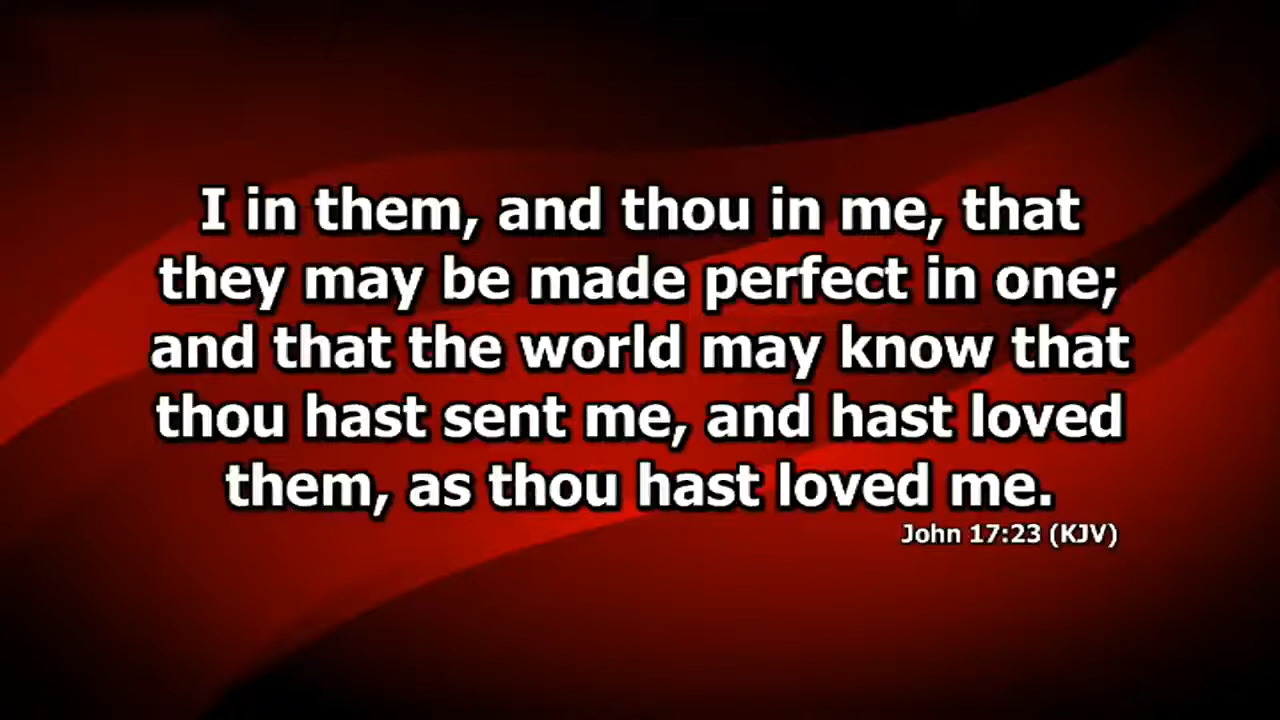 I in them, and thou in me, that
they may be made perfect in one;
and that the world may know that
thou hast sent me, and hast loved
them, as thou hast loved me.
John 17:23 (KJV)